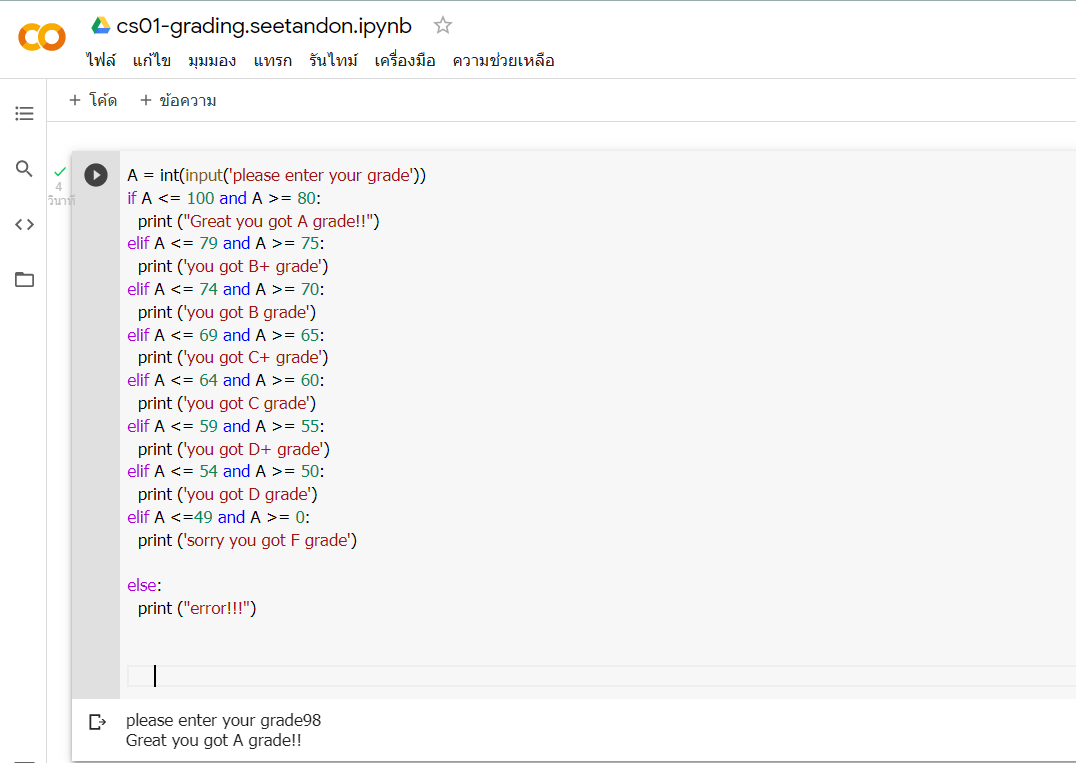 cs01-grading.seetandon.ipynb
ไฟล์ แก้ไข มุมมอง แทรก รันไทม์ เครื่องมือ ความช่วยเหลือ
+ โค้ด + ข้อความ
4
วินาที
A = int(input('please enter your grade'))
if A <= 100 and A >= 80:
  print ("Great you got A grade!!")
elif A <= 79 and A >= 75:
  print ('you got B+ grade')
elif A <= 74 and A >= 70:
  print ('you got B grade')
elif A <= 69 and A >= 65:
  print ('you got C+ grade')
elif A <= 64 and A >= 60:
  print ('you got C grade')
elif A <= 59 and A >= 55:
  print ('you got D+ grade')
elif A <= 54 and A >= 50:
  print ('you got D grade')
elif A <=49 and A >= 0:
  print ('sorry you got F grade')
else:
  print ("error!!!")
please enter your grade98
Great you got A grade!!